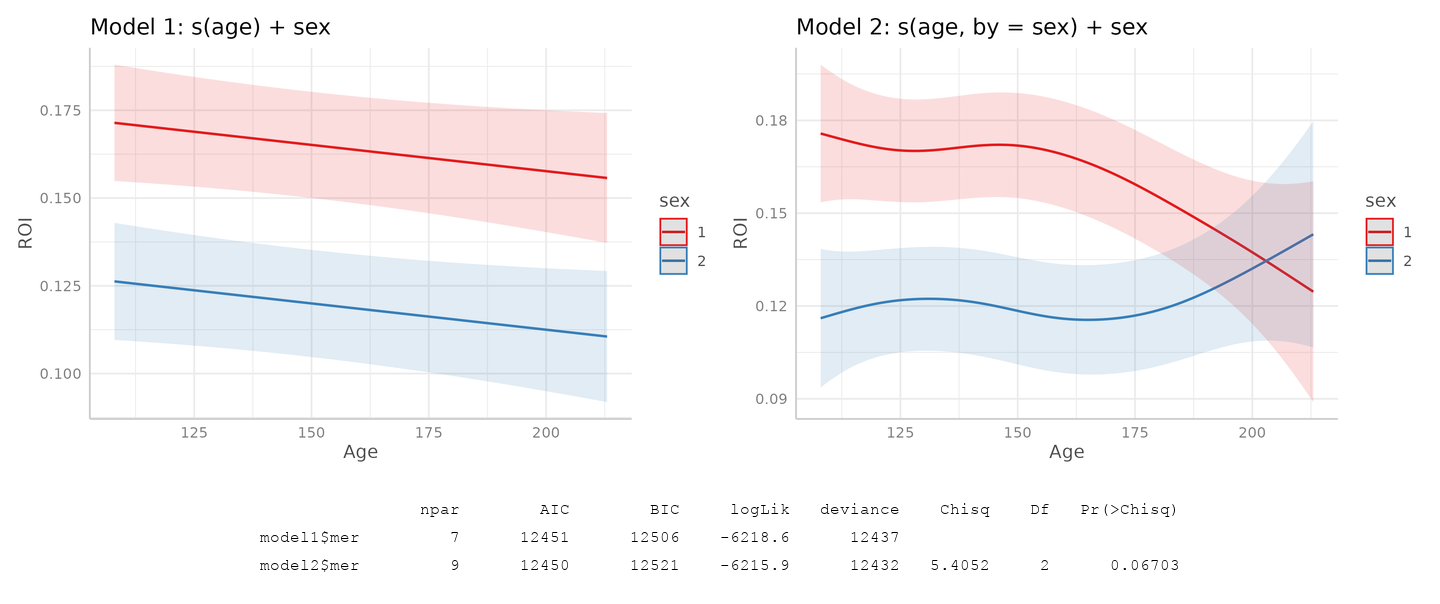 Model 1: s(age) + sex
0.175
0.150
0.125
0.100
ROI
125 150 175 200
Age
sex
1
2
Model 2: s(age, by = sex) + sex
0.18
0.15
0.12
0.09
ROI
125 150 175 200
Age
sex
1
2
npar AIC BIC logLik deviance Chisq Df Pr(>Chisq)
model1$mer 7 12451 12506 -6218.6 12437
model2$mer 9 12450 12521 -6215.9 12432 5.4052 2 0.06703